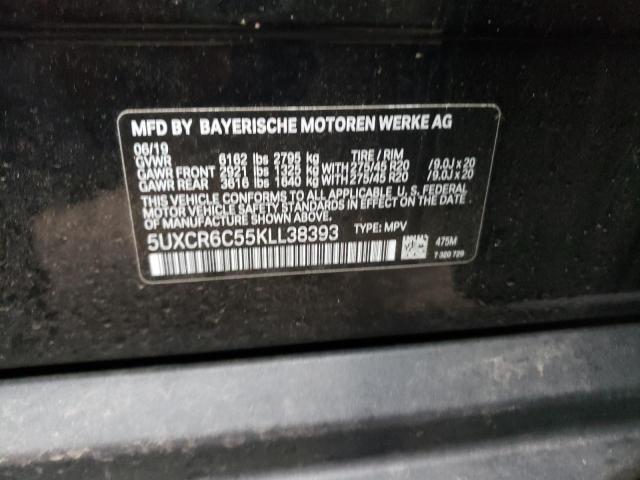 MFD BY BAYERISCHE MOTOREN WERKE AG
06/19
GVWR 6162 lbs 2795 kg TIRE / RIM
GAWR FRONT 2921 lbs 1325 kg WITH 275/45 R20 /9.0J x 20
GAWR REAR 3616 lbs 1640 kg WITH 275/45 R20 /9.0J x 20
THIS VEHICLE CONFORMS TO ALL APPLICABLE U. S. FEDERAL
MOTOR VEHICLE SAFETY STANDARDS IN EFFECT ON THE DATE
OF MANUFACTURE SHOWN ABOVE.
5UXCR6C55KLL38393 TYPE: MPV
475M
7 320 729